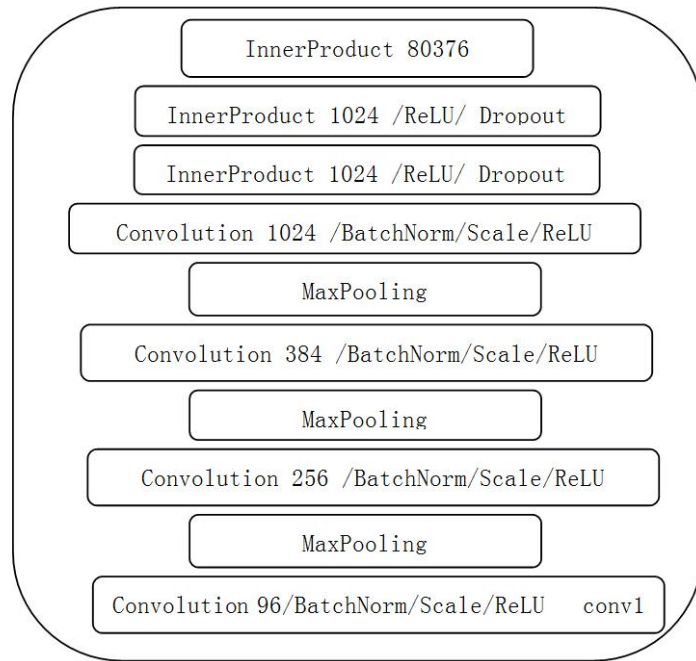 InnerProduct 80376
InnerProduct 1024 /ReLU/ Dropout
InnerProduct 1024 /ReLU/ Dropout
Convolution 1024 /BatchNorm/Scale/ReLU
MaxPooling
Convolution 384 /BatchNorm/Scale/ReLU
MaxPooling
Convolution 256 /BatchNorm/Scale/ReLU
MaxPooling
Convolution 96/BatchNorm/Scale/ReLU conv1